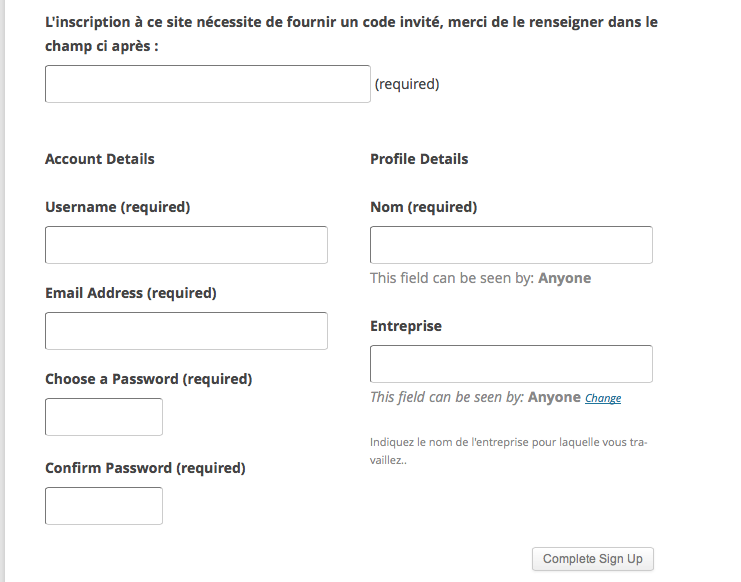 L'inscription à ce site nécessite de fournir un code invité, merci de le renseigner dans le
champ ci après :
(required)
Account Details
Username (required)
Email Address (required)
Choose a Password (required)
Confirm Password (required)
Profile Details
Nom (required)
This field can be seen by: Anyone
Entreprise
This field can be seen by: Anyone Change
Indiquez le nom de l'entreprise pour laquelle vous tra-
vaillez..
Complete Sign Up